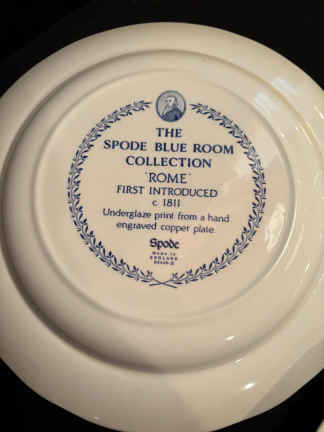 THE
SPODE BLUE ROOM
COLLECTION
'ROME'
FIRST INTRODUCED
c. 1811
Underglaze print from a hand
engraved copper plate
Spode
MADE IN
ENGLAND